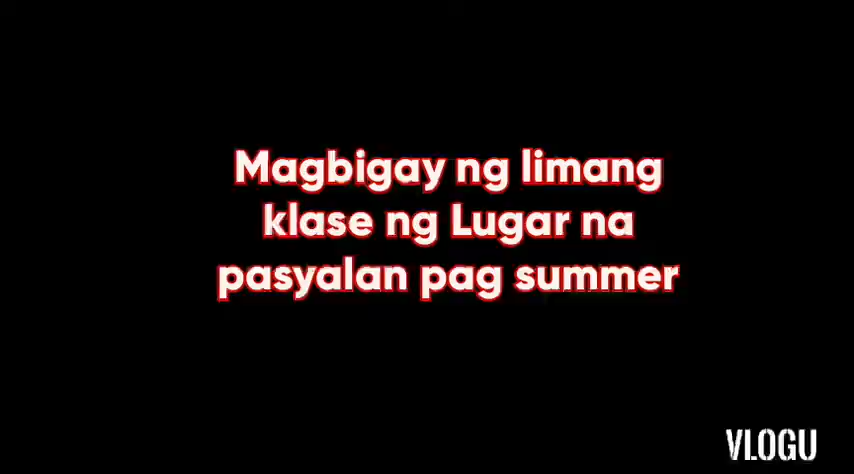 Magbigay ng limang
klase ng Lugar na
pasyalan pag summer
VLOGU